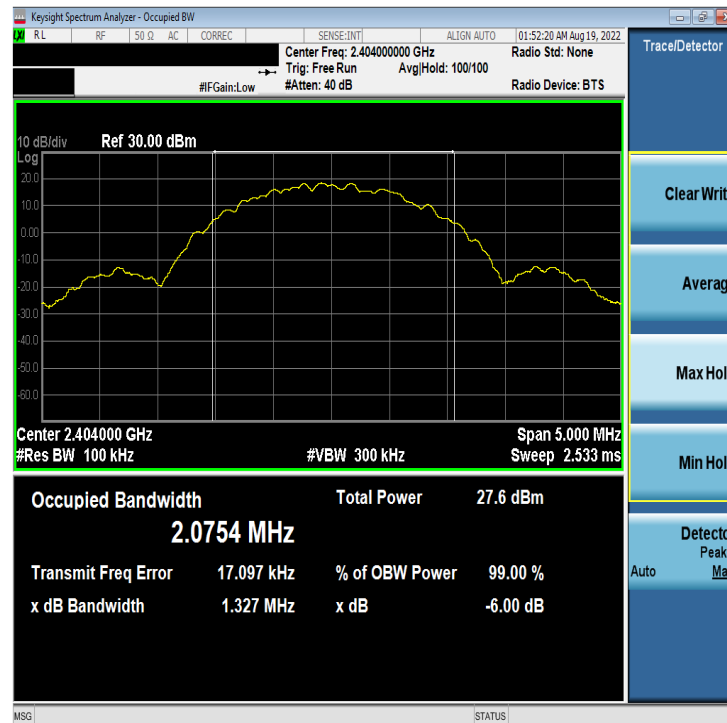 Keysight Spectrum Analyzer - Occupied BW
LXI RL RF 50 Ω AC CORREC SENSE:INT ALIGN AUTO 01:52:20 AM Aug 19, 2022
Center Freq: 2.404000000 GHz Radio Std: None
Trig: Free Run Avg|Hold: 100/100
#IFGain:Low #Atten: 40 dB Radio Device: BTS
10 dB/div Ref 30.00 dBm
Log
20.0
10.0
0.00
-10.0
-20.0
-30.0
-40.0
-50.0
-60.0
Center 2.404000 GHz Span 5.000 MHz
#Res BW 100 kHz #VBW 300 kHz Sweep 2.533 ms
Occupied Bandwidth Total Power 27.6 dBm
2.0754 MHz
Transmit Freq Error 17.097 kHz % of OBW Power 99.00 %
x dB Bandwidth 1.327 MHz x dB -6.00 dB
MSG STATUS
Trace/Detector
Clear Writ
Averag
Max Hol
Min Hol
Detecto
Peak
Auto Ma